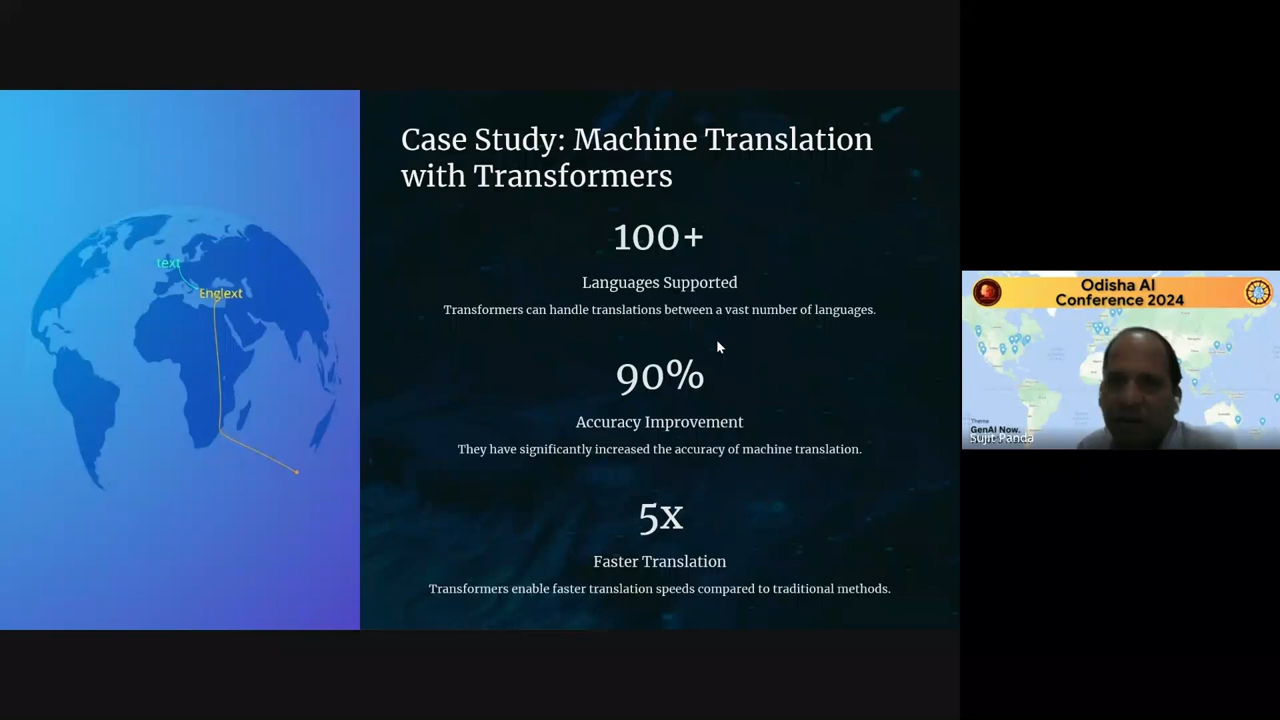 Case Study: Machine Translation
with Transformers
100+
Languages Supported
Transformers can handle translations between a vast number of languages.
90%
Accuracy Improvement
They have significantly increased the accuracy of machine translation.
5x
Faster Translation
Transformers enable faster translation speeds compared to traditional methods.
text
Englext
Odisha AI
Conference 2024
Theme
GenAI Now.
Sujit Panda